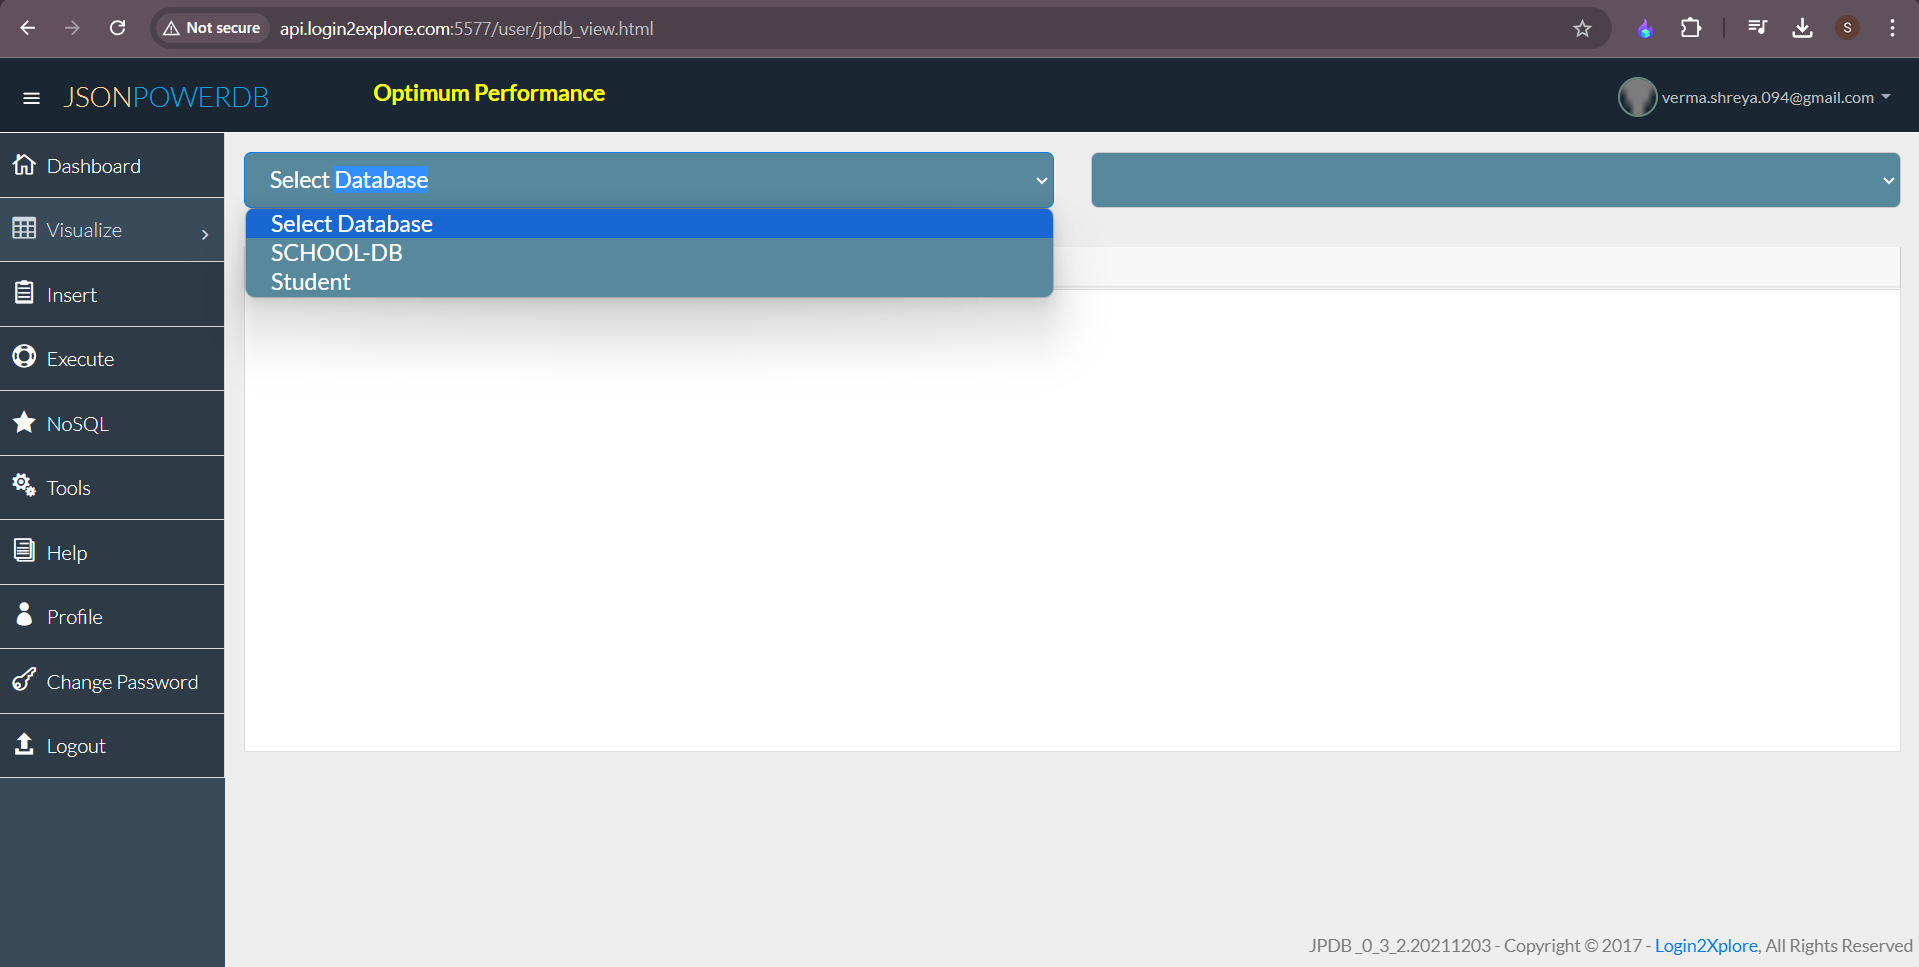 Not secure api.login2explore.com:5577/user/jpdb_view.html S
JSONPOWERDB Optimum Performance verma.shreya.094@gmail.com
Dashboard
Visualize
Insert
Execute
NoSQL
Tools
Help
Profile
Change Password
Logout
Select Database
Select Database
SCHOOL-DB
Student
JPDB_0_3_2.20211203 - Copyright © 2017 - Login2Xplore, All Rights Reserved